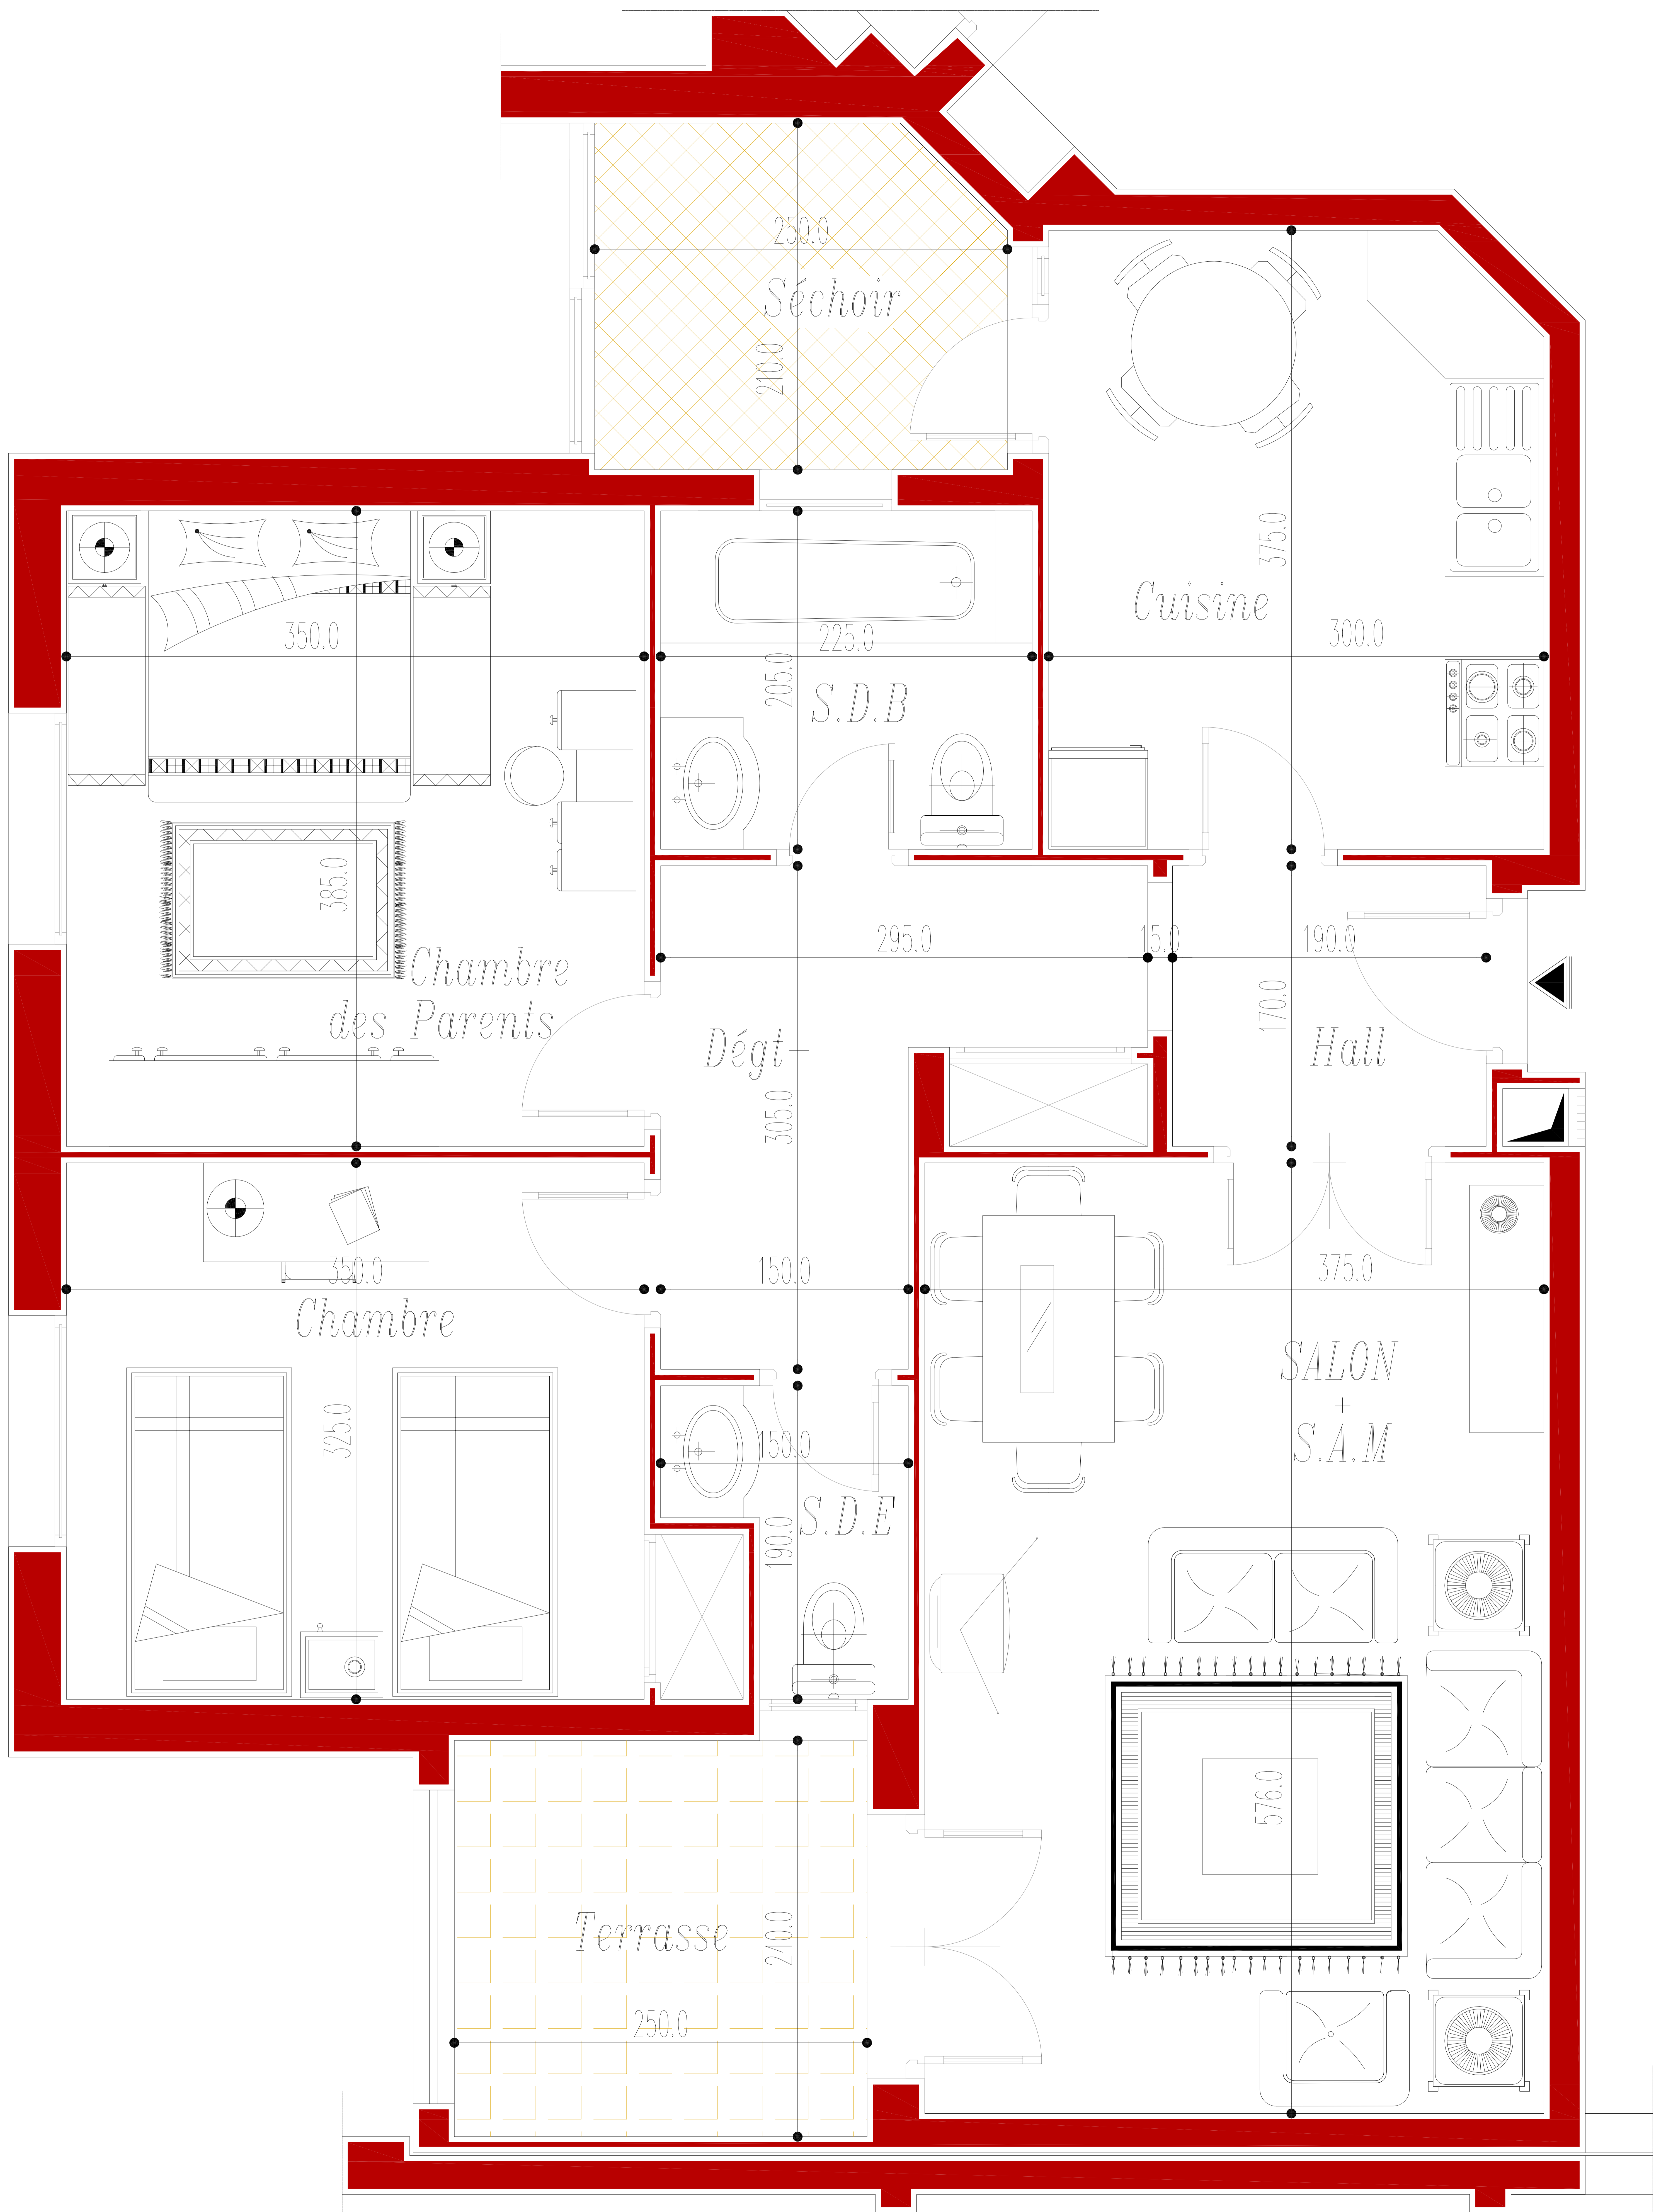 250.0
Séchoir
210.0
375.0
Cuisine
350.0
225.0
300.0
205.0
S.D.B
385.0
Chambre
des Parents
295.0
15.0
190.0
170.0
Dégt
Hall
305.0
350.0
150.0
375.0
Chambre
SALON
+
S.A.M
325.0
150.0
S.D.E
190.0
576.0
Terrasse
240.0
250.0